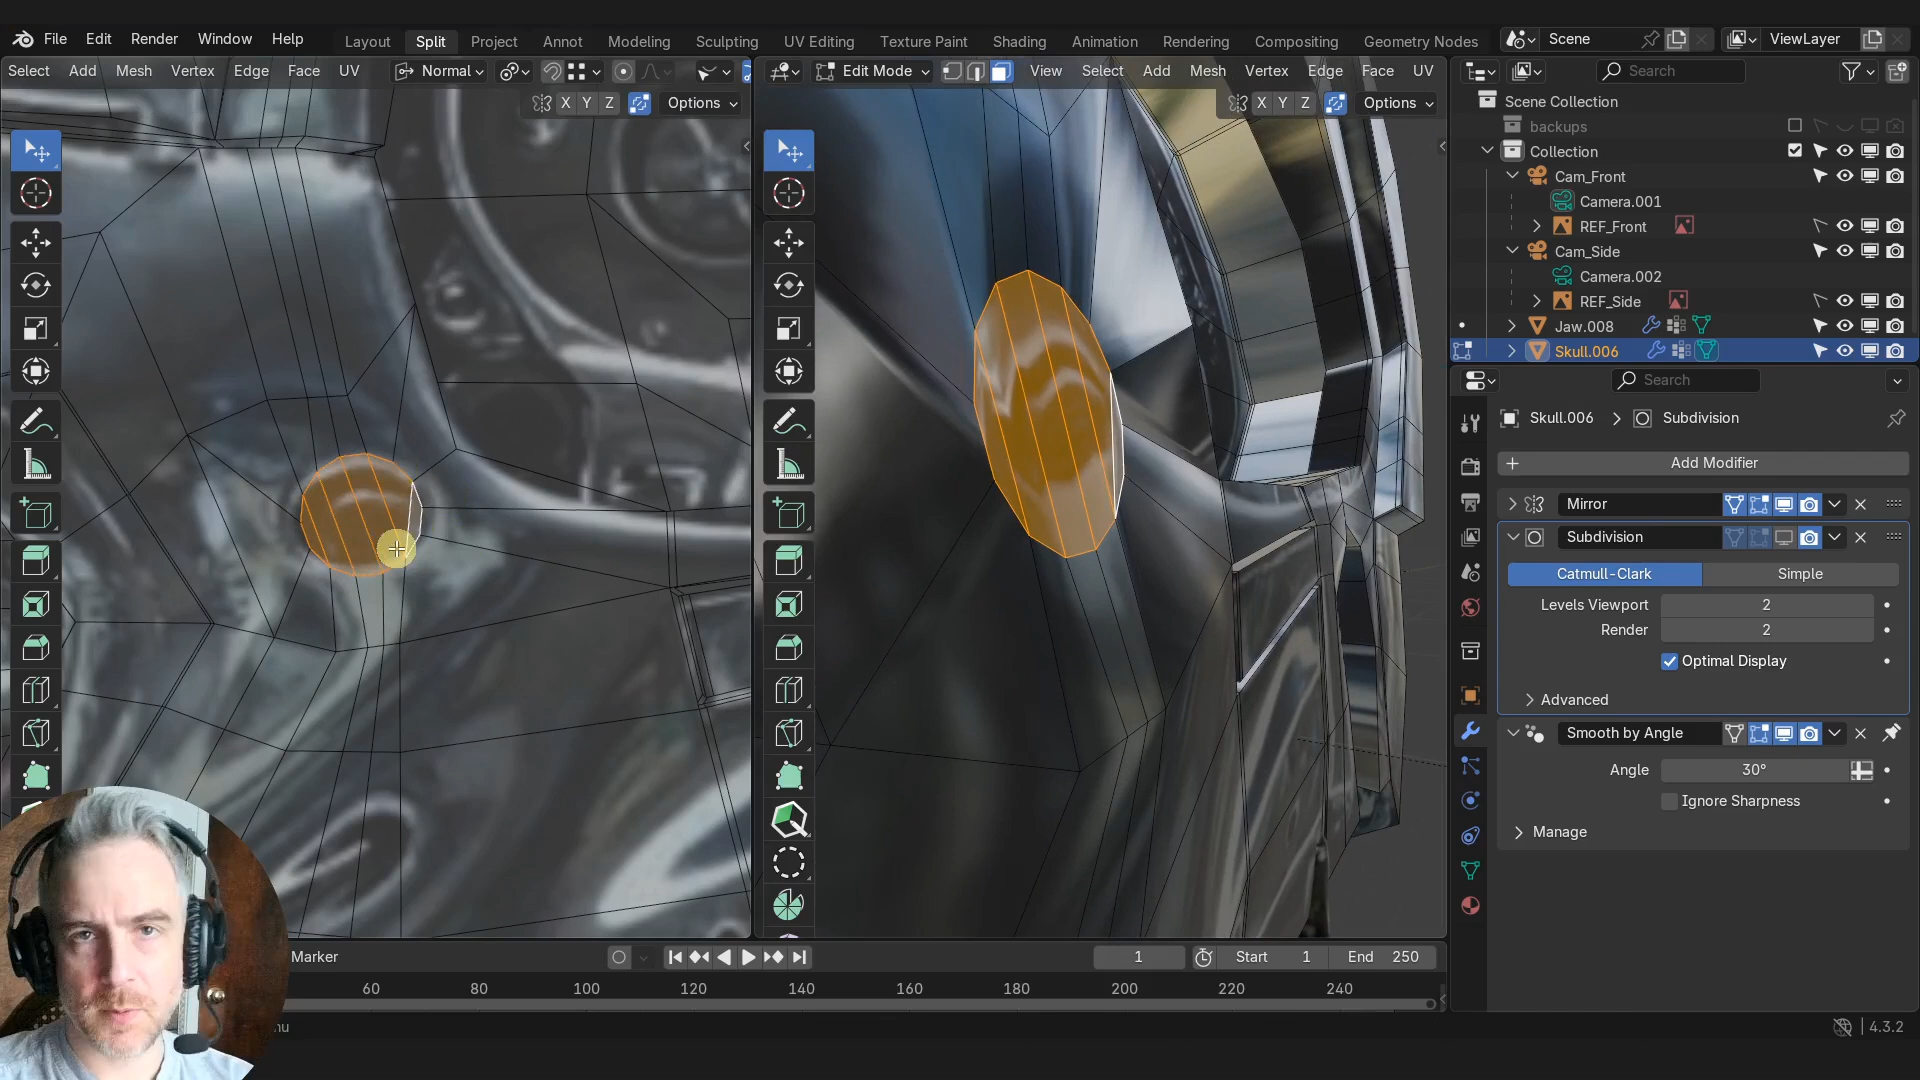 File Edit Render Window Help
Layout Split Project Annot Modeling Sculpting UV Editing Texture Paint Shading Animation Rendering Compositing Geometry Nodes
Scene
ViewLayer
Select Add Mesh Vertex Edge Face UV
Normal
Edit Mode
View Select Add Mesh Vertex Edge Face UV
X Y Z
Options
X Y Z
Options
Search
Scene Collection
backups
Collection
Cam_Front
Camera.001
REF_Front
Cam_Side
Camera.002
REF_Side
Jaw.008
Skull.006
Search
Skull.006 Subdivision
Add Modifier
Mirror
Subdivision
Catmull-Clark Simple
Levels Viewport 2
Render 2
Optimal Display
Advanced
Smooth by Angle
Angle 30°
Ignore Sharpness
Manage
Marker
1
Start 1
End 250
60 80 100 120 140 160 180 200 220 240
nu
4.3.2